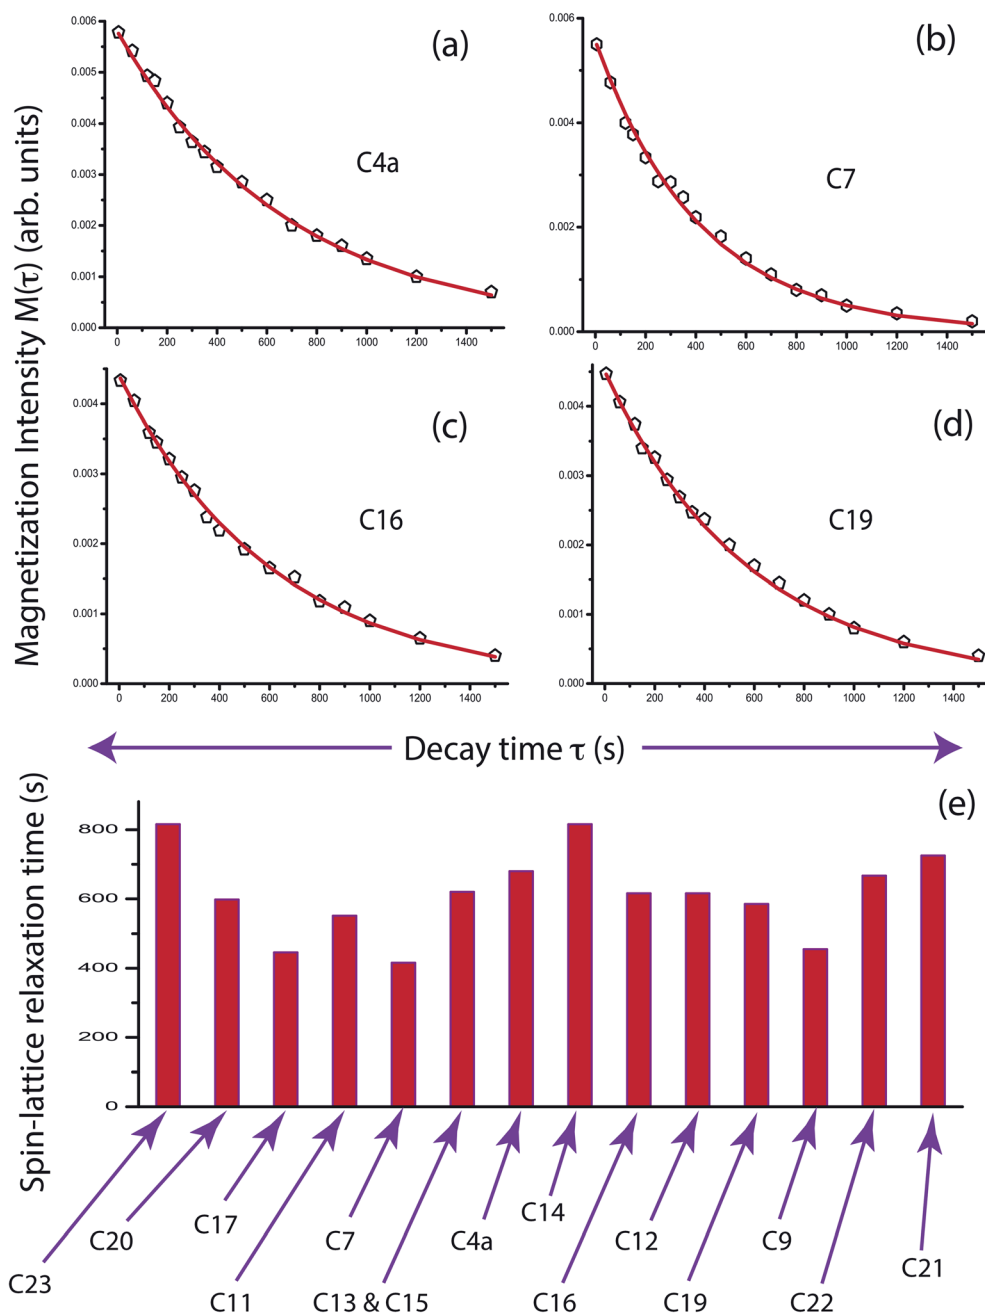 (a)
0.006
0.005
0.004
0.003
0.002
0.001
0.000
C4a
0 200 400 600 800 1000 1200 1400
(b)
0.006
0.004
0.002
0.000
C7
0 200 400 600 800 1000 1200 1400
Magnetization Intensity M(τ) (arb. units)
(c)
0.004
0.003
0.002
0.001
0.000
C16
0 200 400 600 800 1000 1200 1400
(d)
0.004
0.003
0.002
0.001
0.000
C19
0 200 400 600 800 1000 1200 1400
Decay time τ (s)
(e)
Spin-lattice relaxation time (s)
800
600
400
200
0
C23
C20
C17
C11
C7
C13 & C15
C4a
C14
C16
C12
C19
C9
C22
C21